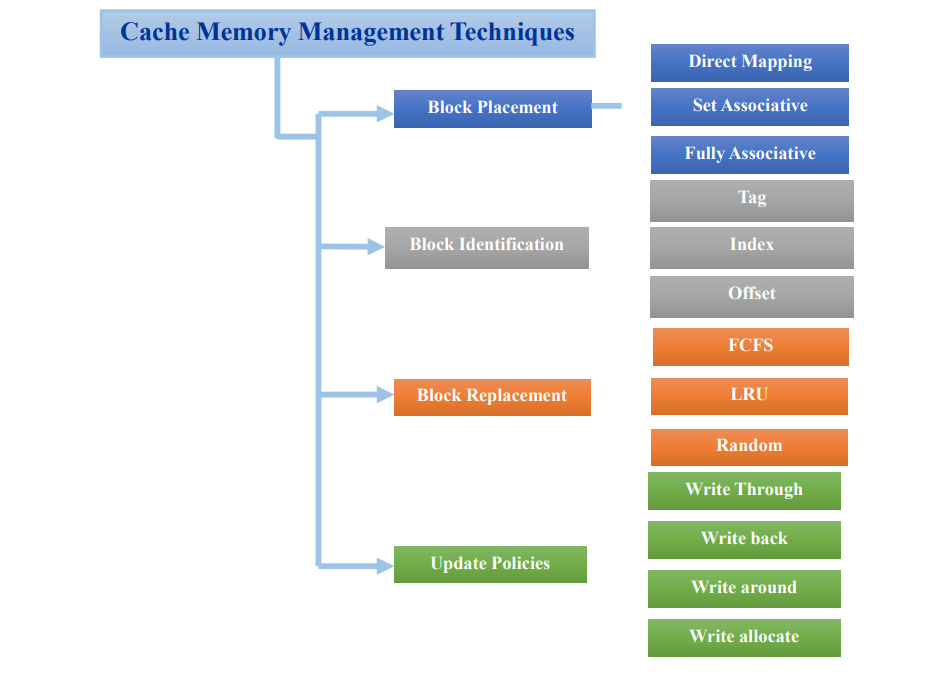 Cache Memory Management Techniques
Block Placement
Direct Mapping
Set Associative
Fully Associative
Block Identification
Tag
Index
Offset
Block Replacement
FCFS
LRU
Random
Update Policies
Write Through
Write back
Write around
Write allocate